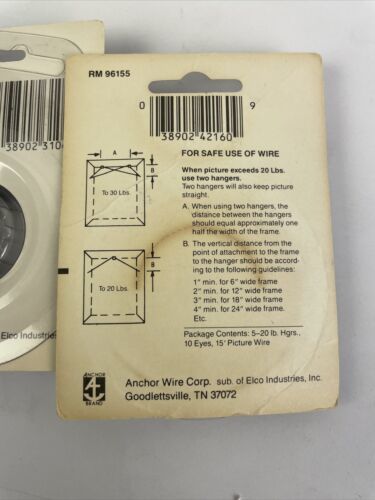 RM 96155
0
9
38902 42160
38902 310
FOR SAFE USE OF WIRE
When picture exceeds 20 Lbs.
use two hangers.
Two hangers will also keep picture
straight.
A. When using two hangers, the
distance between the hangers
should equal approximately one
half the width of the frame.
B. The vertical distance from the
point of attachment to the frame
to the hanger should be accord-
ing to the following guidelines:
1" min. for 6" wide frame
2" min. for 12" wide frame
3" min. for 18" wide frame
4" min. for 24" wide frame
Etc.
Package Contents: 5–20 lb. Hgrs.,
10 Eyes, 15' Picture Wire
A
B
To 30 Lbs.
B
To 20 Lbs.
Elco Industries
ANCHOR
BRAND
Anchor Wire Corp. sub. of Elco Industries, Inc.
Goodlettsville, TN 37072